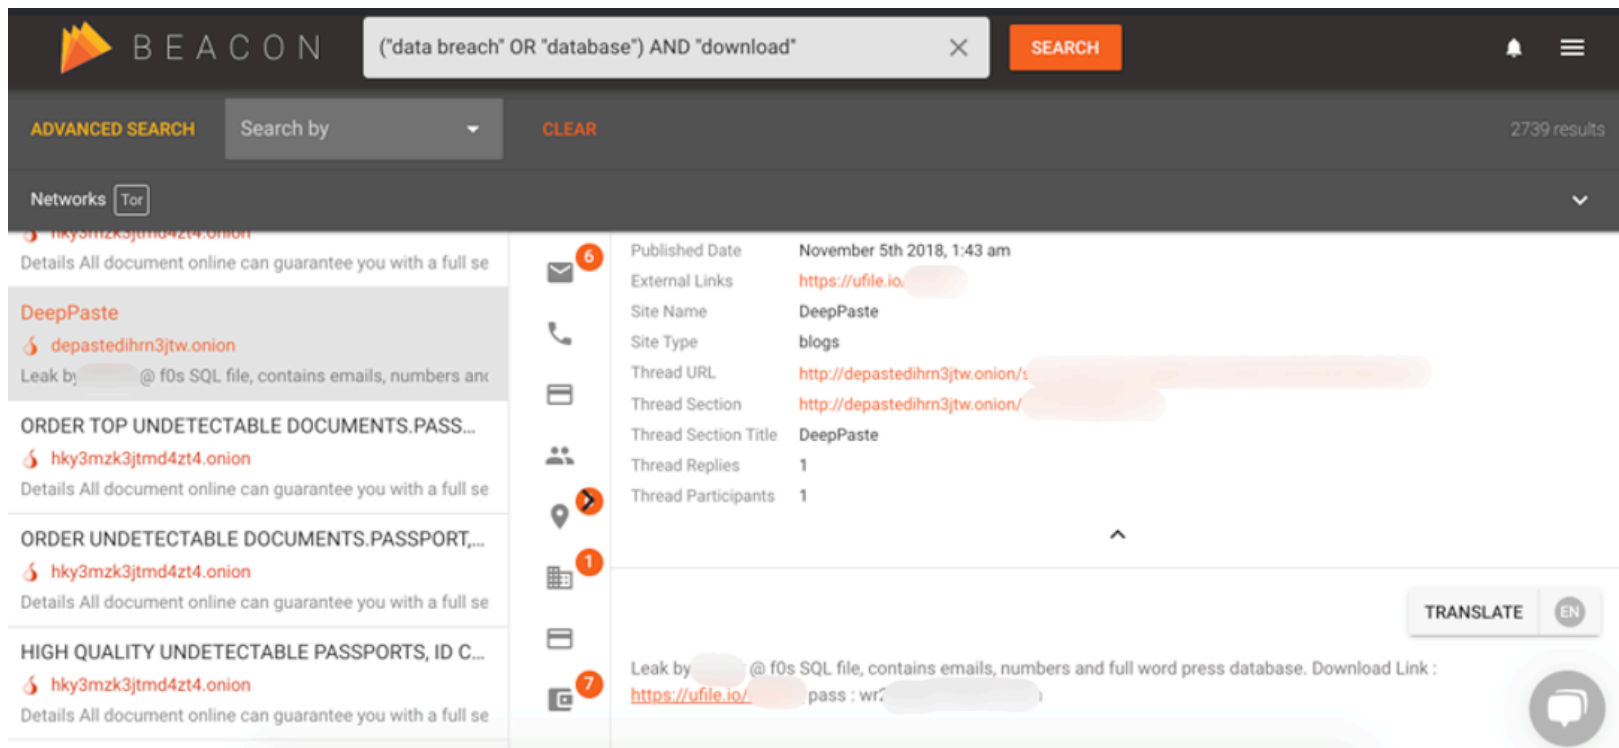 BEACON
("data breach" OR "database") AND "download"
SEARCH
ADVANCED SEARCH
Search by
CLEAR
2739 results
Networks Tor
hky3mzk3jtmd4zt4.onion
Details All document online can guarantee you with a full se
DeepPaste
depastedihrn3jtw.onion
Leak by @ f0s SQL file, contains emails, numbers and
ORDER TOP UNDETECTABLE DOCUMENTS.PASS...
hky3mzk3jtmd4zt4.onion
Details All document online can guarantee you with a full se
ORDER UNDETECTABLE DOCUMENTS.PASSPORT,...
hky3mzk3jtmd4zt4.onion
Details All document online can guarantee you with a full se
HIGH QUALITY UNDETECTABLE PASSPORTS, ID C...
hky3mzk3jtmd4zt4.onion
Details All document online can guarantee you with a full se
6
1
7
Published Date November 5th 2018, 1:43 am
External Links https://ufile.io/
Site Name DeepPaste
Site Type blogs
Thread URL http://depastedihrn3jtw.onion/s
Thread Section http://depastedihrn3jtw.onion/
Thread Section Title DeepPaste
Thread Replies 1
Thread Participants 1
TRANSLATE EN
Leak by @ f0s SQL file, contains emails, numbers and full word press database. Download Link :
https://ufile.io/ pass : wr2